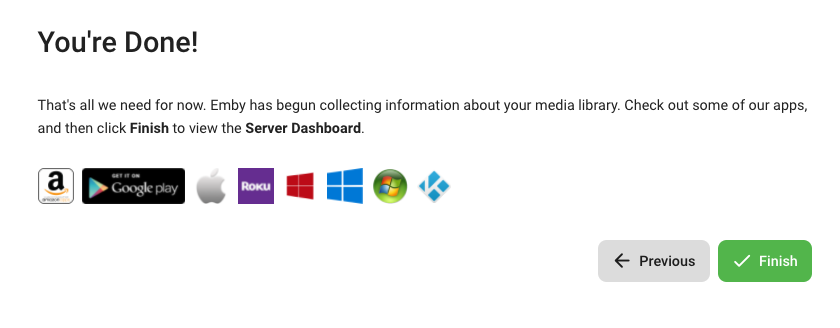 You're Done!
That's all we need for now. Emby has begun collecting information about your media library. Check out some of our apps,
and then click Finish to view the Server Dashboard.
a
GET IT ON
Google play
ROKU
Previous
Finish